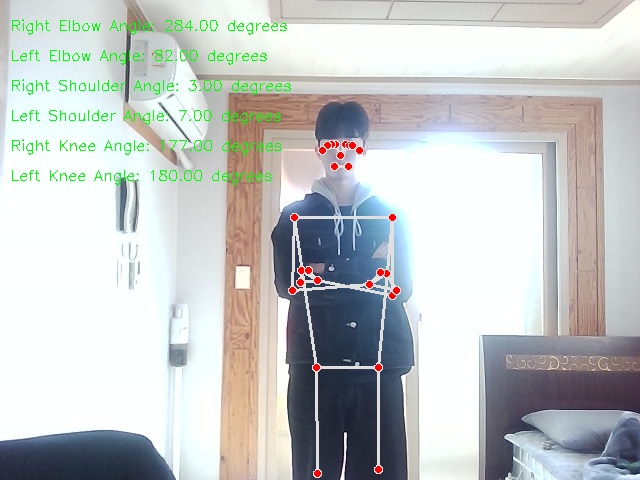 Right Elbow Angle: 284.00 degrees
Left Elbow Angle: 82.00 degrees
Right Shoulder Angle: 3.00 degrees
Left Shoulder Angle: 7.00 degrees
Right Knee Angle: 177.00 degrees
Left Knee Angle: 180.00 degrees